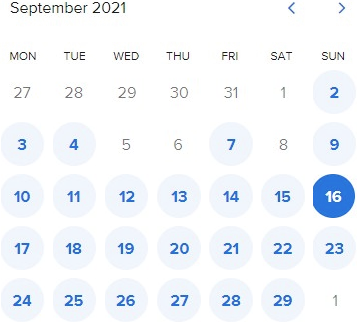 September 2021
MON TUE WED THU FRI SAT SUN
27 28 29 30 31 1 2
3 4 5 6 7 8 9
10 11 12 13 14 15 16
17 18 19 20 21 22 23
24 25 26 27 28 29 1